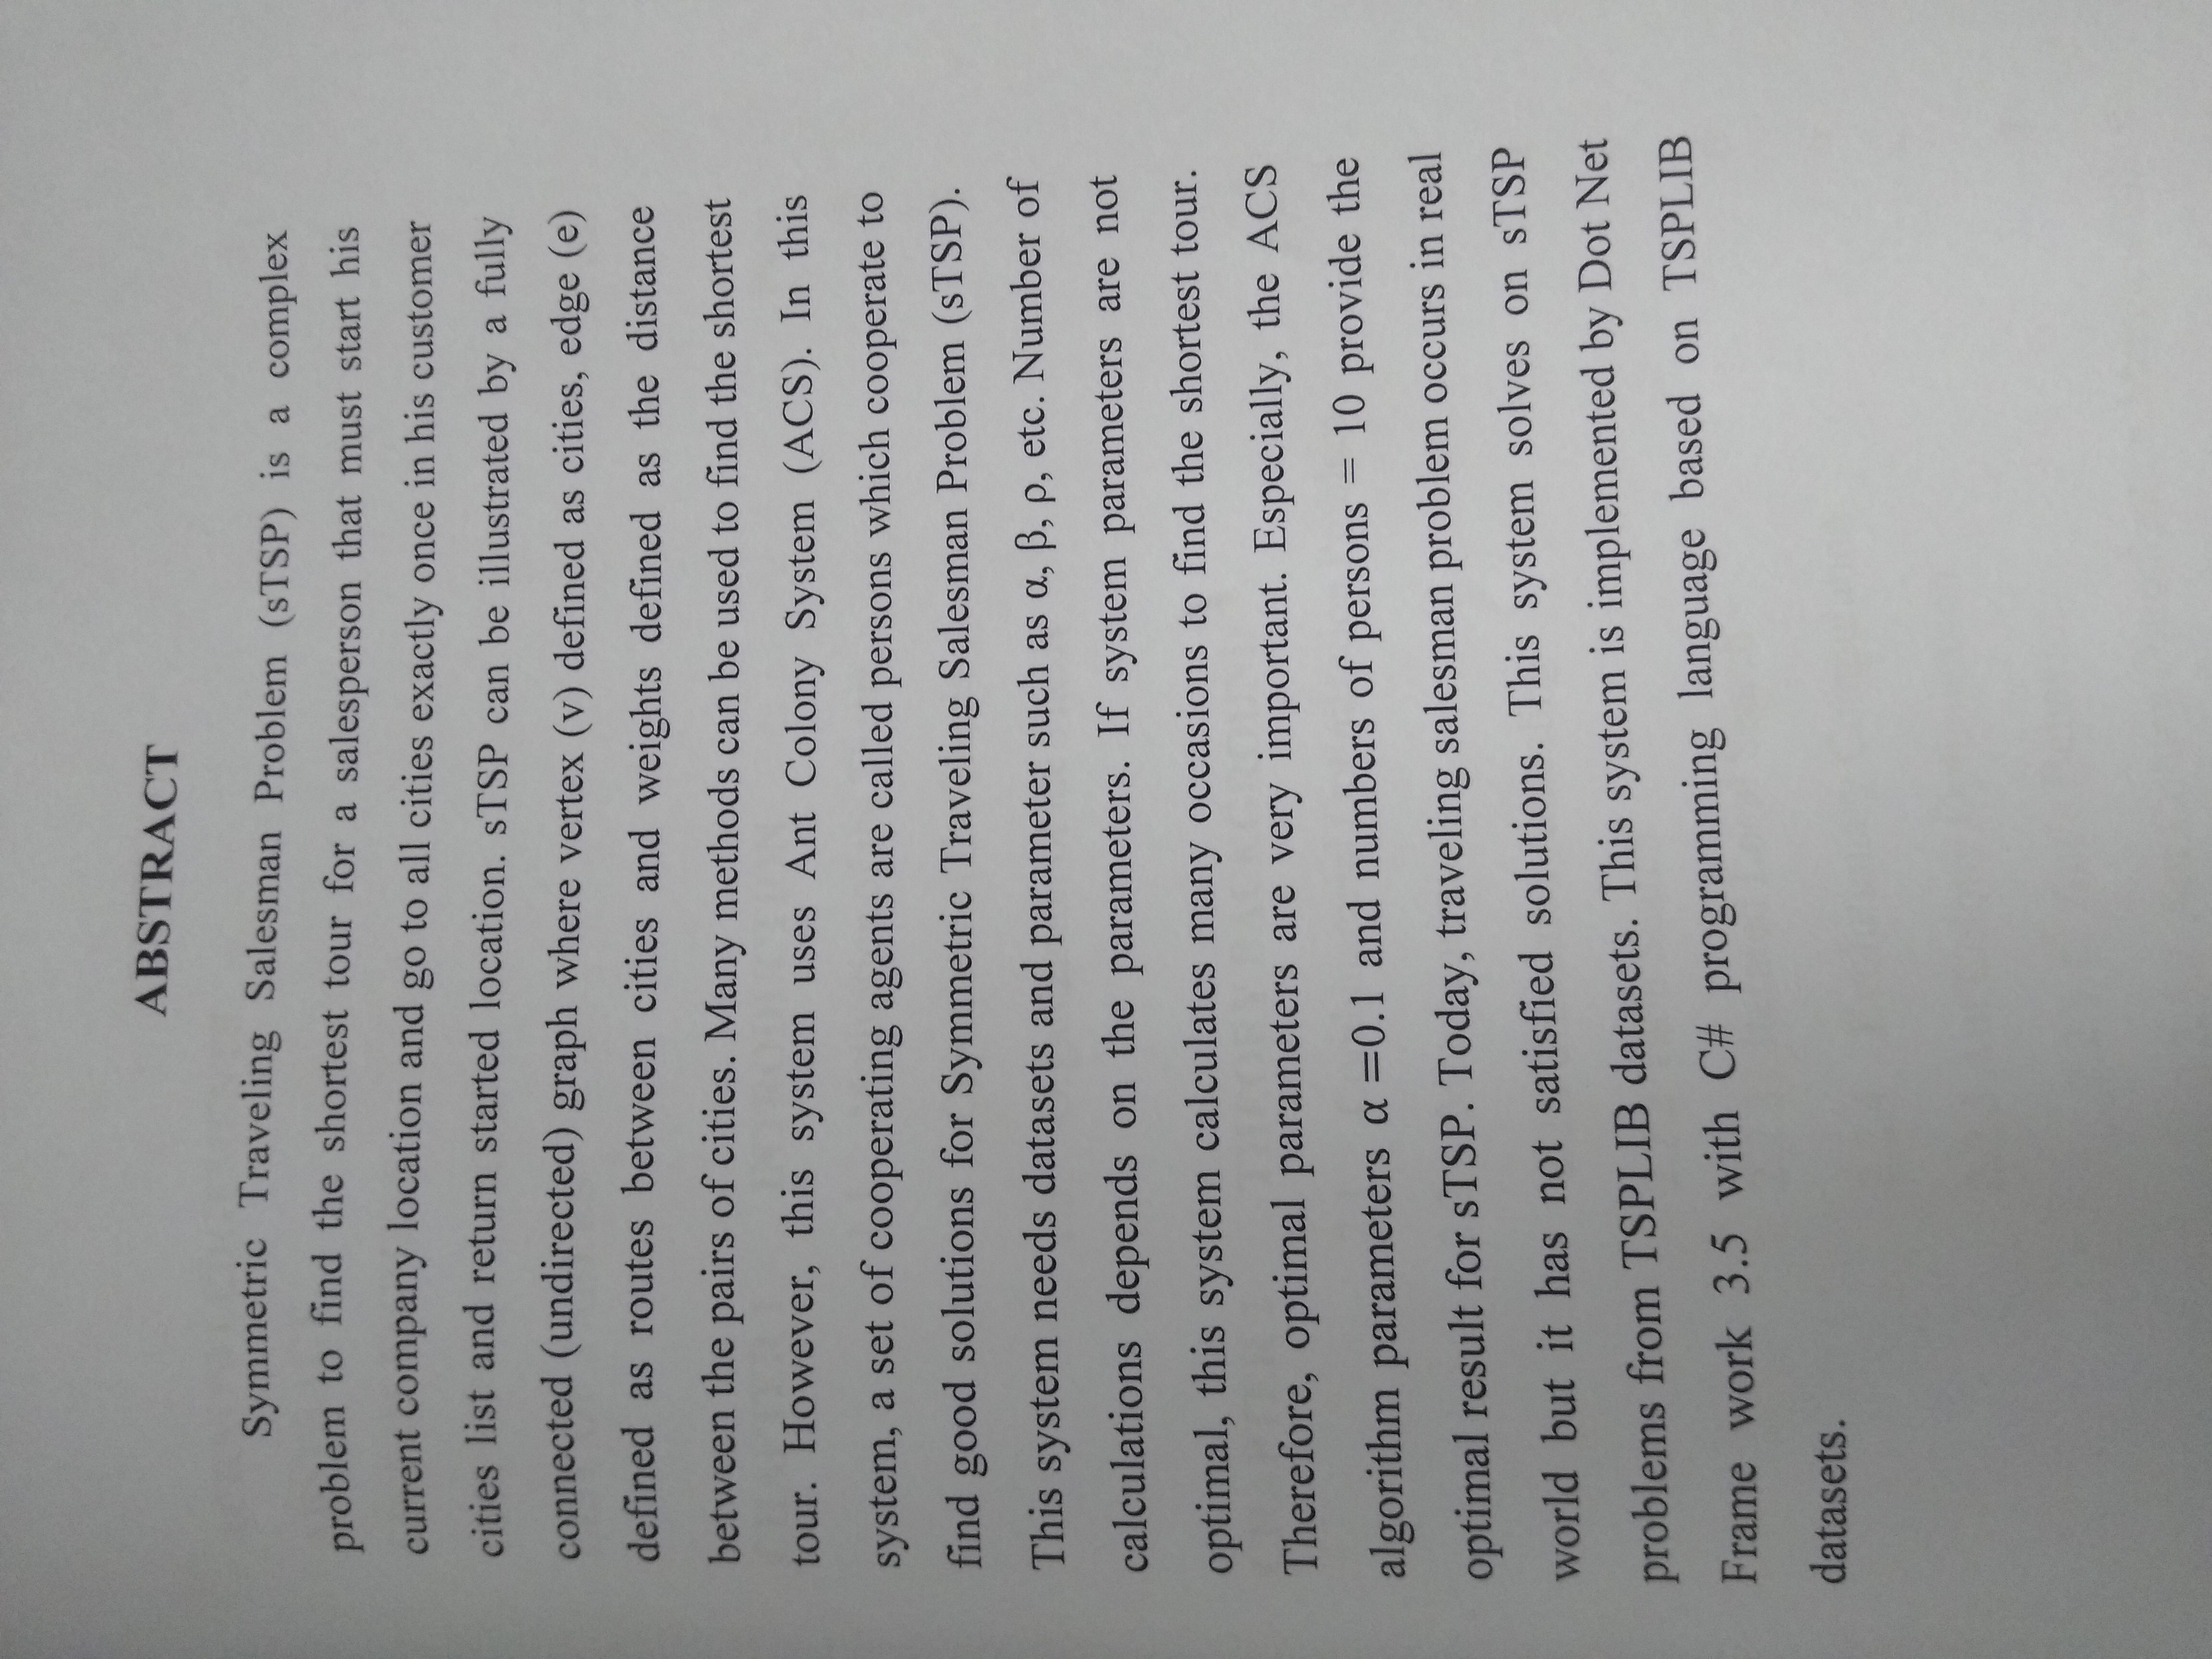 ABSTRACT
Symmetric Traveling Salesman Problem (sTSP) is a complex
problem to find the shortest tour for a salesperson that must start his
current company location and go to all cities exactly once in his customer
cities list and return started location. sTSP can be illustrated by a fully
connected (undirected) graph where vertex (v) defined as cities, edge (e)
defined as routes between cities and weights defined as the distance
between the pairs of cities. Many methods can be used to find the shortest
tour. However, this system uses Ant Colony System (ACS). In this
system, a set of cooperating agents are called persons which cooperate to
find good solutions for Symmetric Traveling Salesman Problem (sTSP).
This system needs datasets and parameter such as α, β, ρ, etc. Number of
calculations depends on the parameters. If system parameters are not
optimal, this system calculates many occasions to find the shortest tour.
Therefore, optimal parameters are very important. Especially, the ACS
algorithm parameters α =0.1 and numbers of persons = 10 provide the
optimal result for sTSP. Today, traveling salesman problem occurs in real
world but it has not satisfied solutions. This system solves on sTSP
problems from TSPLIB datasets. This system is implemented by Dot Net
Frame work 3.5 with C# programming language based on TSPLIB
datasets.